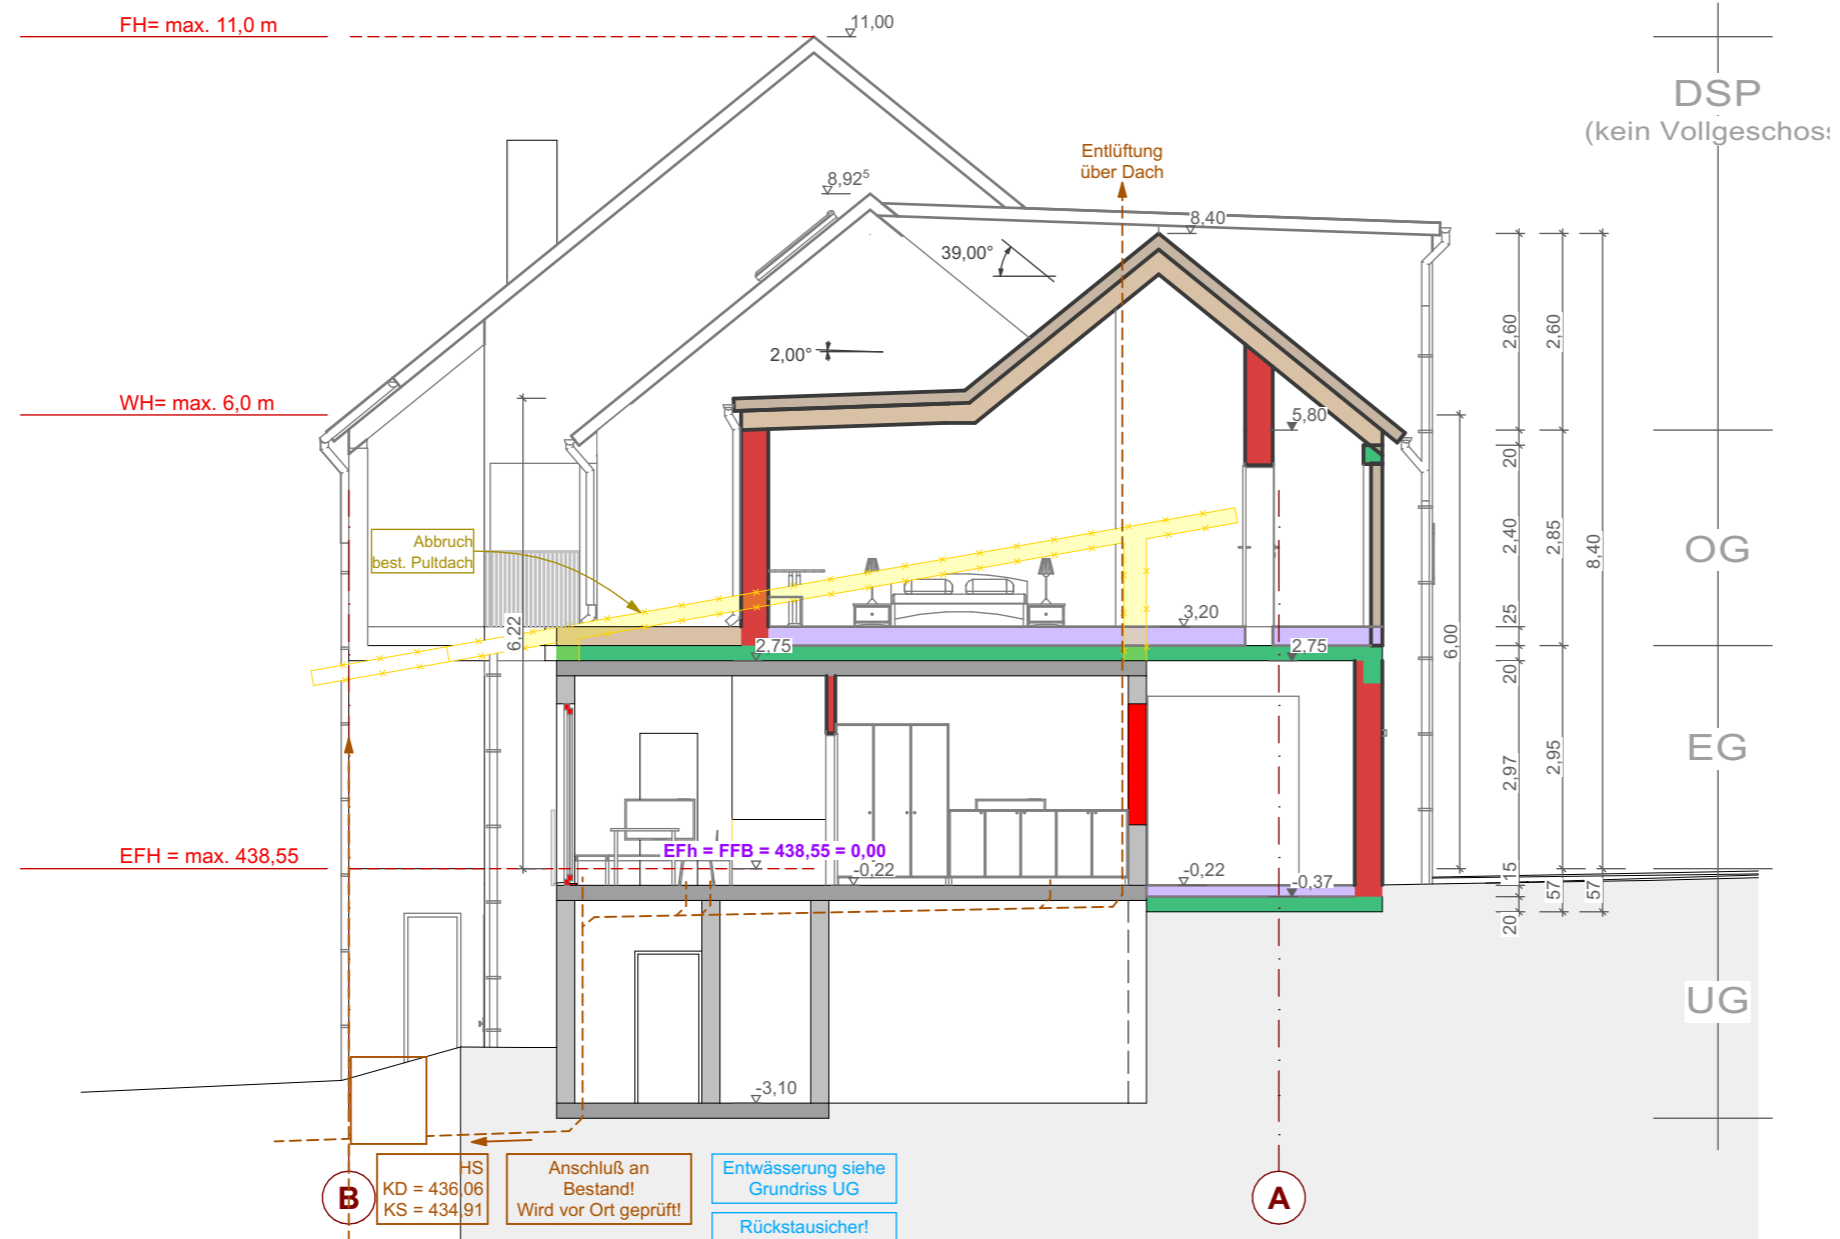 FH= max. 11,0 m
11,00
DSP
(kein Vollgeschoss
Entlüftung
über Dach
8,92⁵
8,40
39,00°
2,00°
WH= max. 6,0 m
5,80
2,60
2,60
20
2,40
2,85
8,40
OG
Abbruch
best. Pultdach
6,22
3,20
25
6,00
2,75
2,75
20
EG
2,97
2,95
EFH = max. 438,55
EFh = FFB = 438,55 = 0,00
-0,22
-0,22
-0,37
15
57
57
20
UG
-3,10
B
HS
KD = 436,06
KS = 434,91
Anschluß an
Bestand!
Wird vor Ort geprüft!
Entwässerung siehe
Grundriss UG
Rückstausicher!
A